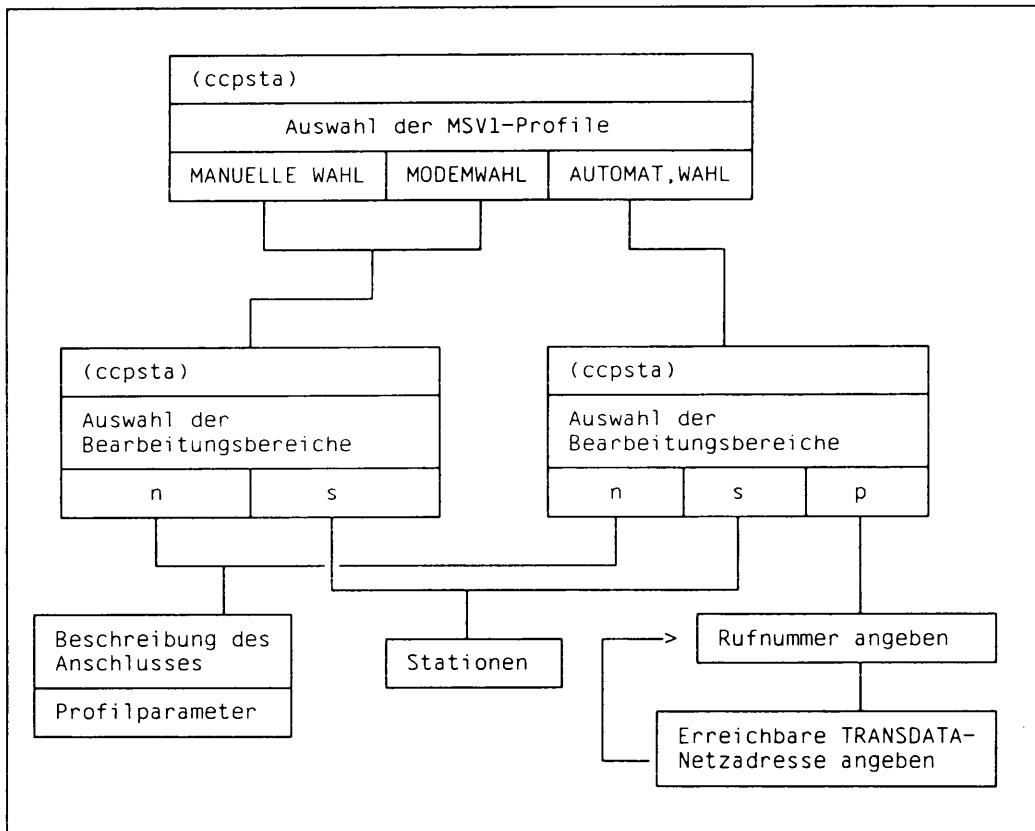 (ccpsta)
Auswahl der MSV1-Profile
MANUELLE WAHL
MODEMWAHL
AUTOMAT,WAHL
(ccpsta)
Auswahl der
Bearbeitungsbereiche
n
s
(ccpsta)
Auswahl der
Bearbeitungsbereiche
n
s
p
Beschreibung des
Anschlusses
Profilparameter
Stationen
> Rufnummer angeben
Erreichbare TRANSDATA-
Netzadresse angeben